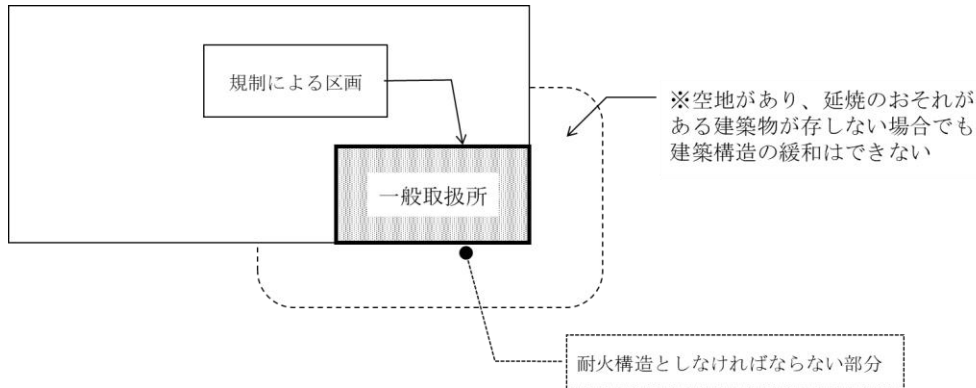 規制による区画
※空地があり、延焼のおそれが
ある建築物が存しない場合でも
建築構造の緩和はできない
一般取扱所
耐火構造としなければならない部分